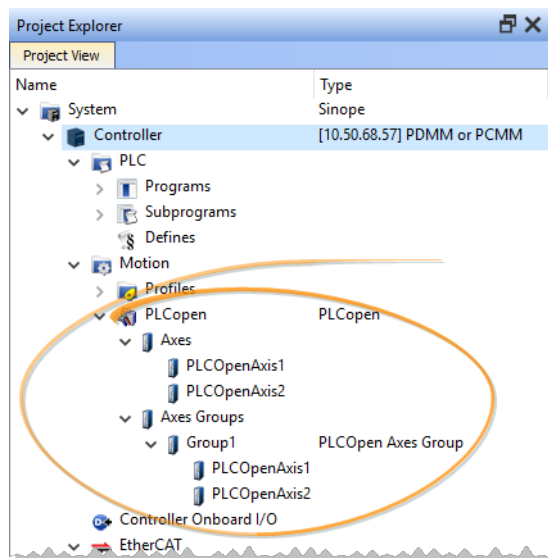 Project Explorer
Project View
Name Type
System Sinope
Controller [10.50.68.57] PDMM or PCMM
PLC
Programs
Subprograms
Defines
Motion
Profiles
PLCopen PLCopen
Axes
PLCOpenAxis1
PLCOpenAxis2
Axes Groups
Group1 PLCOpen Axes Group
PLCOpenAxis1
PLCOpenAxis2
Controller Onboard I/O
EtherCAT